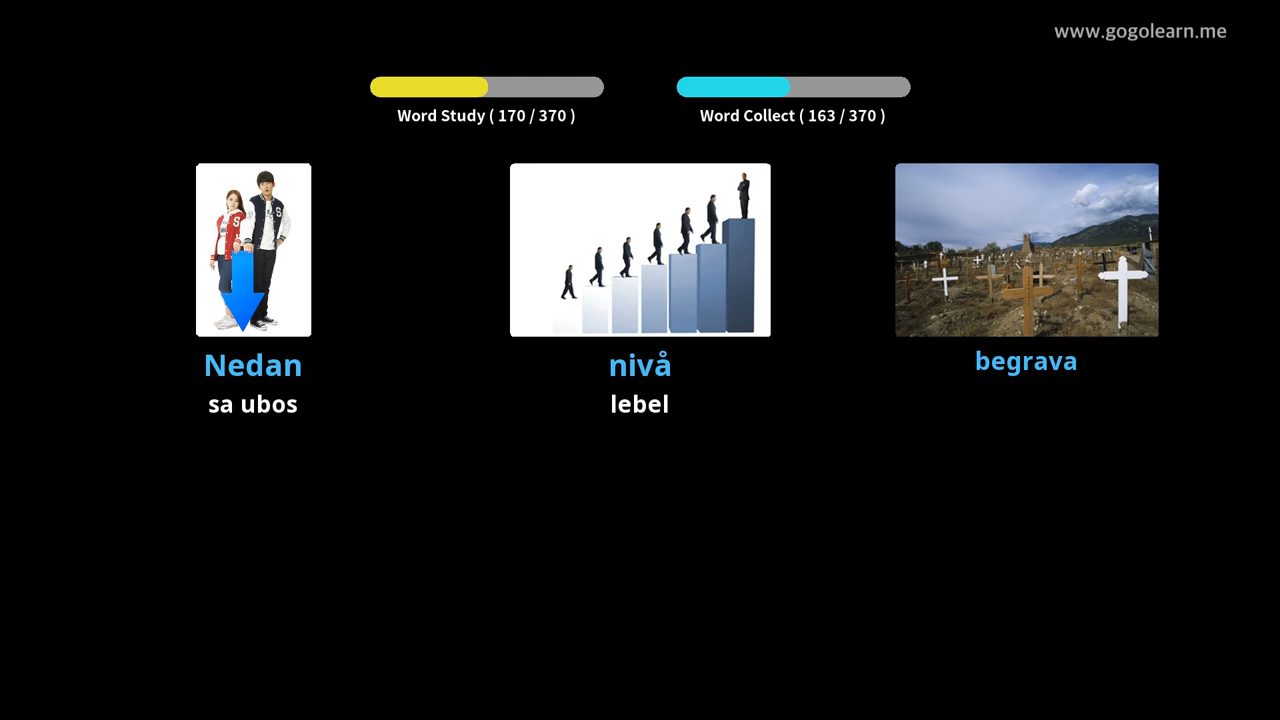 www.gogolearn.me
Word Study ( 170 / 370 )
Word Collect ( 163 / 370 )
Nedan
sa ubos
nivå
lebel
begrava
S
S